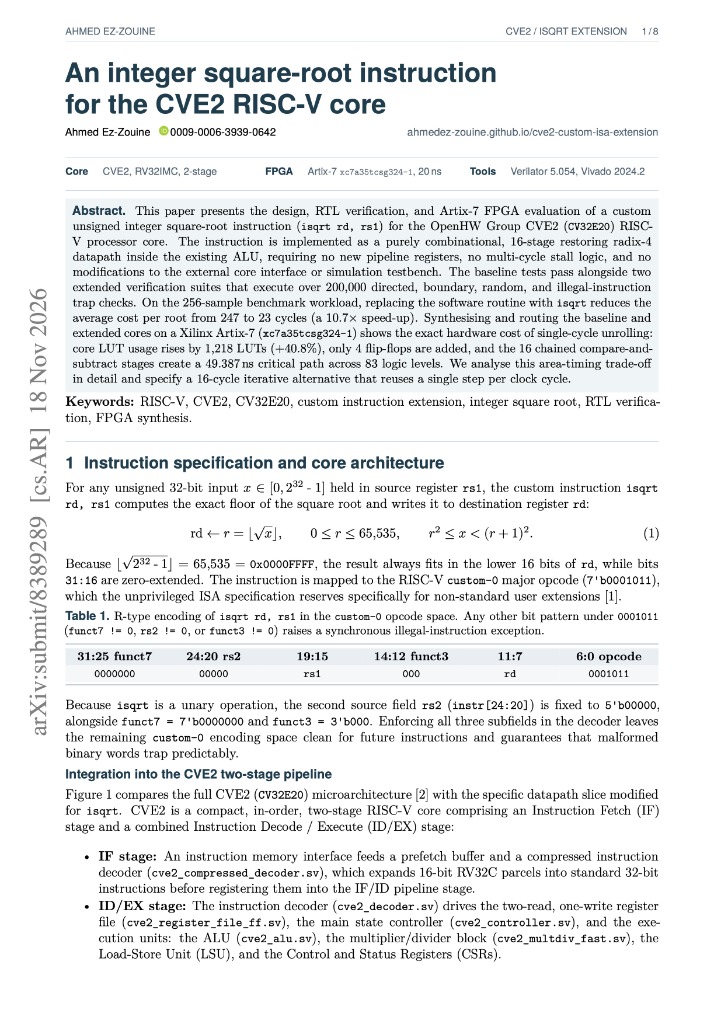 AHMED EZ-ZOUINE CVE2 / ISQRT EXTENSION 1 / 8
An integer square-root instruction
for the CVE2 RISC-V core
Ahmed Ez-Zouine iD 0009-0006-3939-0642 ahmedez-zouine.github.io/cve2-custom-isa-extension
Core CVE2, RV32IMC, 2-stage FPGA Artix-7 xc7a35tcsg324-1, 20 ns Tools Verilator 5.054, Vivado 2024.2
Abstract. This paper presents the design, RTL verification, and Artix-7 FPGA evaluation of a custom
unsigned integer square-root instruction (isqrt rd, rs1) for the OpenHW Group CVE2 (CV32E20) RISC-
V processor core. The instruction is implemented as a purely combinational, 16-stage restoring radix-4
datapath inside the existing ALU, requiring no new pipeline registers, no multi-cycle stall logic, and no
modifications to the external core interface or simulation testbench. The baseline tests pass alongside two
extended verification suites that execute over 200,000 directed, boundary, random, and illegal-instruction
trap checks. On the 256-sample benchmark workload, replacing the software routine with isqrt reduces the
average cost per root from 247 to 23 cycles (a 10.7× speed-up). Synthesising and routing the baseline and
extended cores on a Xilinx Artix-7 (xc7a35tcsg324-1) shows the exact hardware cost of single-cycle unrolling:
core LUT usage rises by 1,218 LUTs (+40.8%), only 4 flip-flops are added, and the 16 chained compare-and-
subtract stages create a 49.387 ns critical path across 83 logic levels. We analyse this area-timing trade-off
in detail and specify a 16-cycle iterative alternative that reuses a single step per clock cycle.
Keywords: RISC-V, CVE2, CV32E20, custom instruction extension, integer square root, RTL verifica-
tion, FPGA synthesis.
1 Instruction specification and core architecture
For any unsigned 32-bit input x ∈ [0, 2³² - 1] held in source register rs1, the custom instruction isqrt
rd, rs1 computes the exact floor of the square root and writes it to destination register rd:
rd ← r = ⌊√x⌋, 0 ≤ r ≤ 65,535, r² ≤ x < (r + 1)². (1)
Because ⌊√2³² - 1⌋ = 65,535 = 0x0000FFFF, the result always fits in the lower 16 bits of rd, while bits
31:16 are zero-extended. The instruction is mapped to the RISC-V custom-0 major opcode (7'b0001011),
which the unprivileged ISA specification reserves specifically for non-standard user extensions [1].
Table 1. R-type encoding of isqrt rd, rs1 in the custom-0 opcode space. Any other bit pattern under 0001011
(funct7 != 0, rs2 != 0, or funct3 != 0) raises a synchronous illegal-instruction exception.
31:25 funct7 24:20 rs2 19:15 14:12 funct3 11:7 6:0 opcode
0000000 00000 rs1 000 rd 0001011
Because isqrt is a unary operation, the second source field rs2 (instr[24:20]) is fixed to 5'b00000,
alongside funct7 = 7'b0000000 and funct3 = 3'b000. Enforcing all three subfields in the decoder leaves
the remaining custom-0 encoding space clean for future instructions and guarantees that malformed
binary words trap predictably.
Integration into the CVE2 two-stage pipeline
Figure 1 compares the full CVE2 (CV32E20) microarchitecture [2] with the specific datapath slice modified
for isqrt. CVE2 is a compact, in-order, two-stage RISC-V core comprising an Instruction Fetch (IF)
stage and a combined Instruction Decode / Execute (ID/EX) stage:
• IF stage: An instruction memory interface feeds a prefetch buffer and a compressed instruction
decoder (cve2_compressed_decoder.sv), which expands 16-bit RV32C parcels into standard 32-bit
instructions before registering them into the IF/ID pipeline stage.
• ID/EX stage: The instruction decoder (cve2_decoder.sv) drives the two-read, one-write register
file (cve2_register_file_ff.sv), the main state controller (cve2_controller.sv), and the exe-
cution units: the ALU (cve2_alu.sv), the multiplier/divider block (cve2_multdiv_fast.sv), the
Load-Store Unit (LSU), and the Control and Status Registers (CSRs).
arXiv:submit/8389289 [cs.AR] 18 Nov 2026